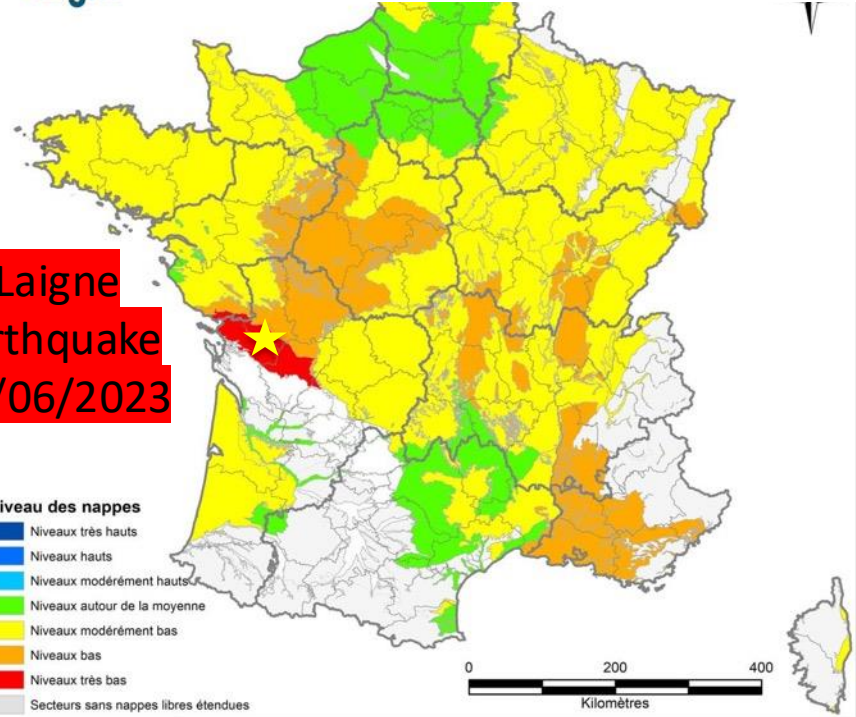 Laigne
rthquake
/06/2023
iveau des nappes
Niveaux très hauts
Niveaux hauts
Niveaux modérément hauts
Niveaux autour de la moyenne
Niveaux modérément bas
Niveaux bas
Niveaux très bas
Secteurs sans nappes libres étendues
0 200 400
Kilomètres